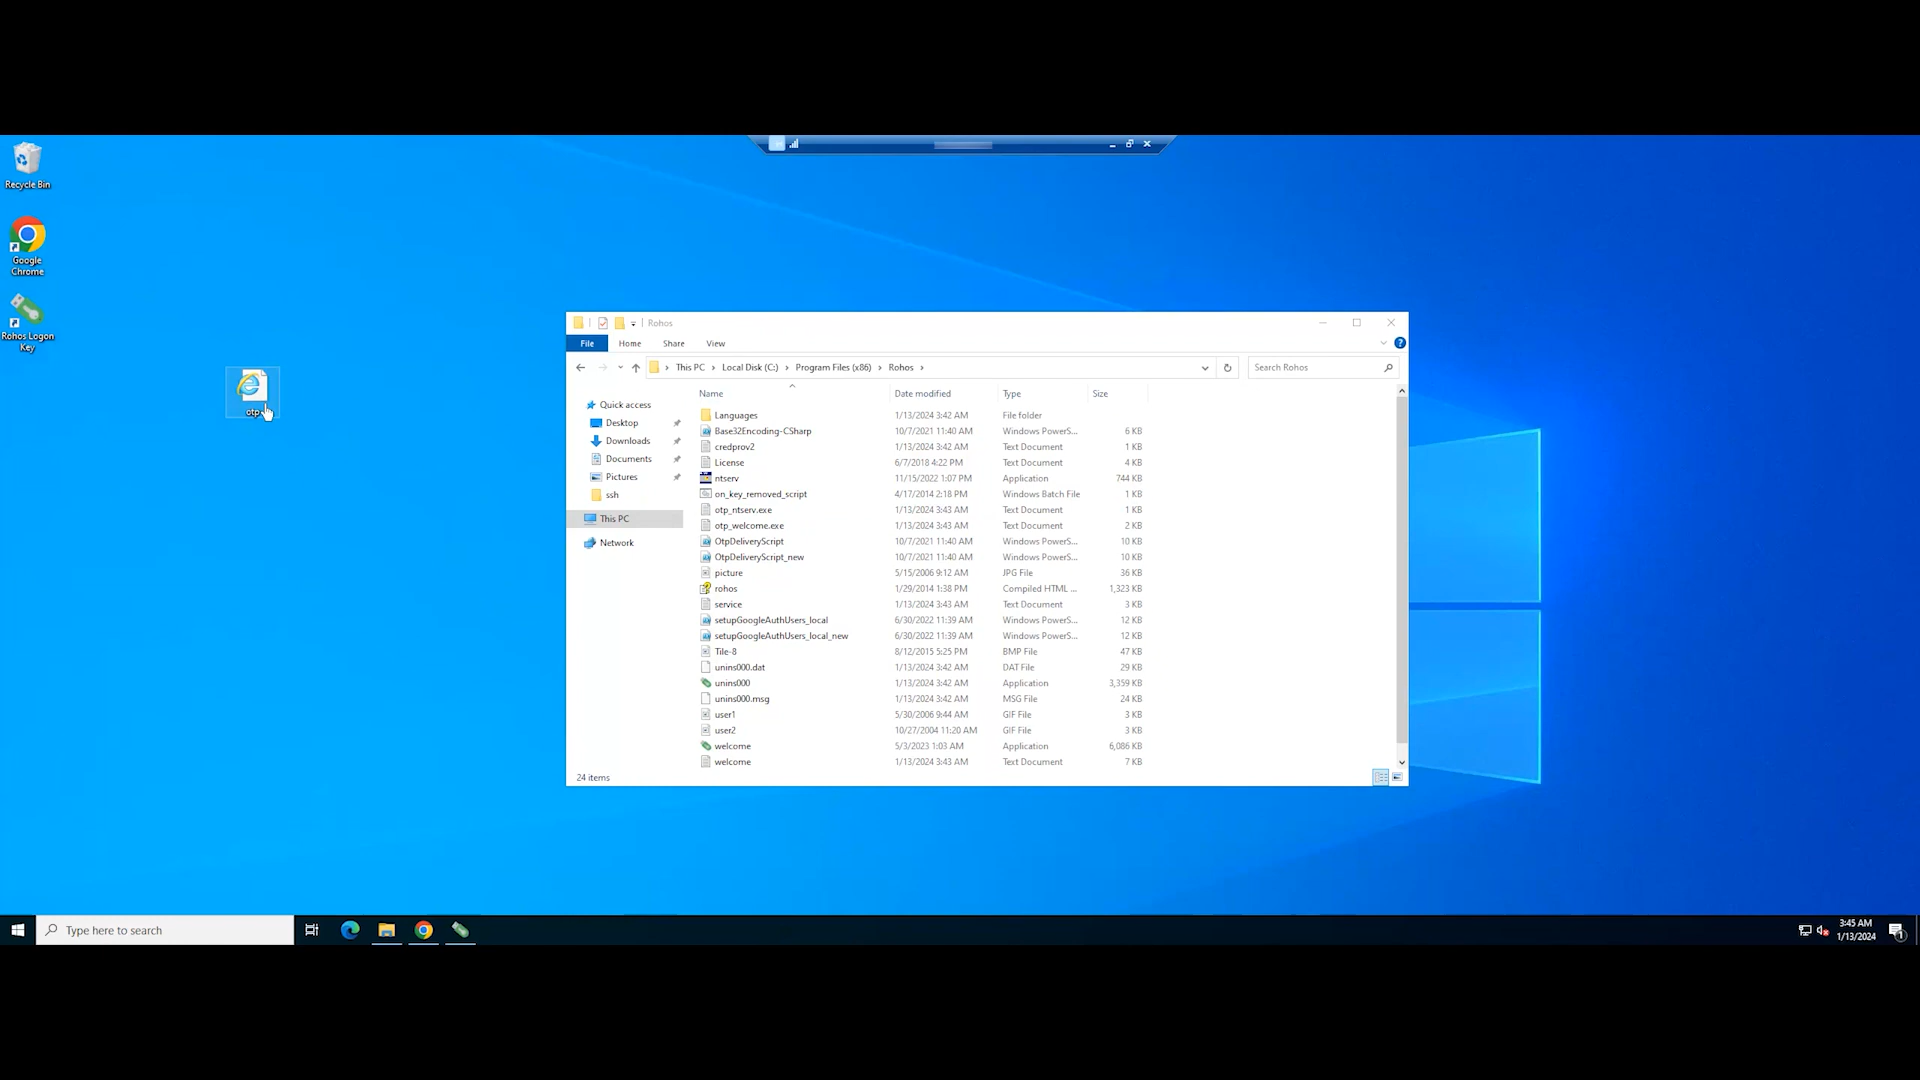 Recycle Bin
Google
Chrome
Rohos Logon
Key
otp
Rohos
File Home Share View
This PC Local Disk (C:) Program Files (x86) Rohos
Search Rohos
Name Date modified Type Size
Quick access
Desktop
Downloads
Documents
Pictures
ssh
This PC
Network
Languages 1/13/2024 3:42 AM File folder
Base32Encoding-CSharp 10/7/2021 11:40 AM Windows PowerS... 6 KB
credprov2 1/13/2024 3:42 AM Text Document 1 KB
License 6/7/2018 4:22 PM Text Document 4 KB
ntserv 11/15/2022 1:07 PM Application 744 KB
on_key_removed_script 4/17/2014 2:18 PM Windows Batch File 1 KB
otp_ntserv.exe 1/13/2024 3:43 AM Text Document 1 KB
otp_welcome.exe 1/13/2024 3:43 AM Text Document 2 KB
OtpDeliveryScript 10/7/2021 11:40 AM Windows PowerS... 10 KB
OtpDeliveryScript_new 10/7/2021 11:40 AM Windows PowerS... 10 KB
picture 5/15/2006 9:12 AM JPG File 36 KB
rohos 1/29/2014 1:38 PM Compiled HTML ... 1,323 KB
service 1/13/2024 3:43 AM Text Document 3 KB
setupGoogleAuthUsers_local 6/30/2022 11:39 AM Windows PowerS... 12 KB
setupGoogleAuthUsers_local_new 6/30/2022 11:39 AM Windows PowerS... 12 KB
Tile-8 8/12/2015 5:25 PM BMP File 47 KB
unins000.dat 1/13/2024 3:42 AM DAT File 29 KB
unins000 1/13/2024 3:42 AM Application 3,359 KB
unins000.msg 1/13/2024 3:42 AM MSG File 24 KB
user1 5/30/2006 9:44 AM GIF File 3 KB
user2 10/27/2004 11:20 AM GIF File 3 KB
welcome 5/3/2023 1:03 AM Application 6,086 KB
welcome 1/13/2024 3:43 AM Text Document 7 KB
24 items
Type here to search
3:45 AM
1/13/2024
1